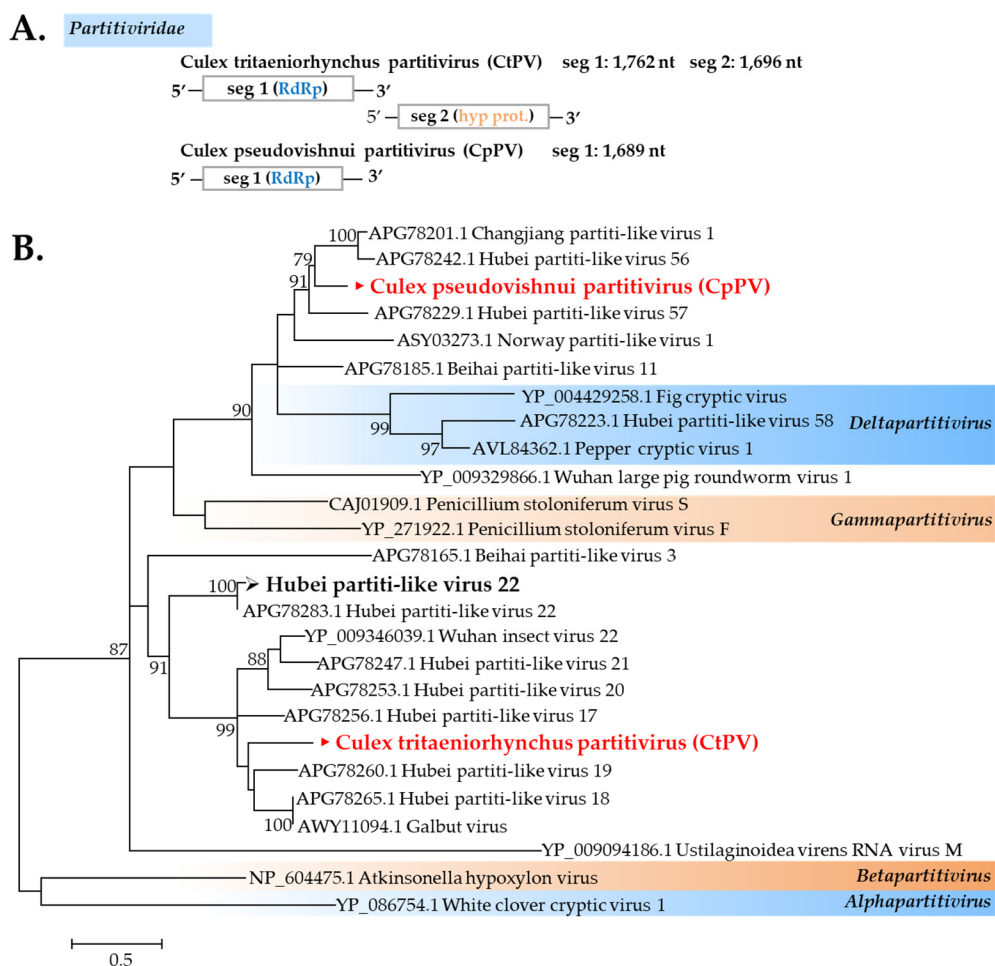 A. Partitiviridae
Culex tritaeniorhynchus partitivirus (CtPV) seg 1: 1,762 nt seg 2: 1,696 nt
5′ seg 1 (RdRp) 3′
5′ seg 2 (hyp prot.) 3′
Culex pseudovishnui partitivirus (CpPV) seg 1: 1,689 nt
5′ seg 1 (RdRp) 3′
B.
100 APG78201.1 Changjiang partiti-like virus 1
79 APG78242.1 Hubei partiti-like virus 56
91 Culex pseudovishnui partitivirus (CpPV)
APG78229.1 Hubei partiti-like virus 57
ASY03273.1 Norway partiti-like virus 1
APG78185.1 Beihai partiti-like virus 11
90 YP_004429258.1 Fig cryptic virus
99 APG78223.1 Hubei partiti-like virus 58 Deltapartitivirus
97 AVL84362.1 Pepper cryptic virus 1
YP_009329866.1 Wuhan large pig roundworm virus 1
CAJ01909.1 Penicillium stoloniferum virus S
Gammapartitivirus
YP_271922.1 Penicillium stoloniferum virus F
APG78165.1 Beihai partiti-like virus 3
100 Hubei partiti-like virus 22
APG78283.1 Hubei partiti-like virus 22
YP_009346039.1 Wuhan insect virus 22
87 91 88 APG78247.1 Hubei partiti-like virus 21
APG78253.1 Hubei partiti-like virus 20
99 APG78256.1 Hubei partiti-like virus 17
Culex tritaeniorhynchus partitivirus (CtPV)
APG78260.1 Hubei partiti-like virus 19
APG78265.1 Hubei partiti-like virus 18
100 AWY11094.1 Galbut virus
YP_009094186.1 Ustilaginoidea virens RNA virus M
NP_604475.1 Atkinsonella hypoxylon virus Betapartitivirus
YP_086754.1 White clover cryptic virus 1 Alphapartitivirus
0.5